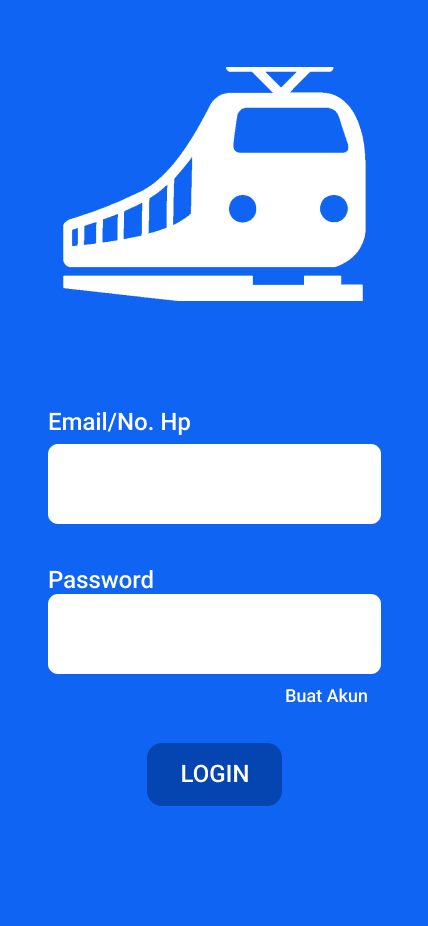 Email/No. Hp
Password
Buat Akun
LOGIN